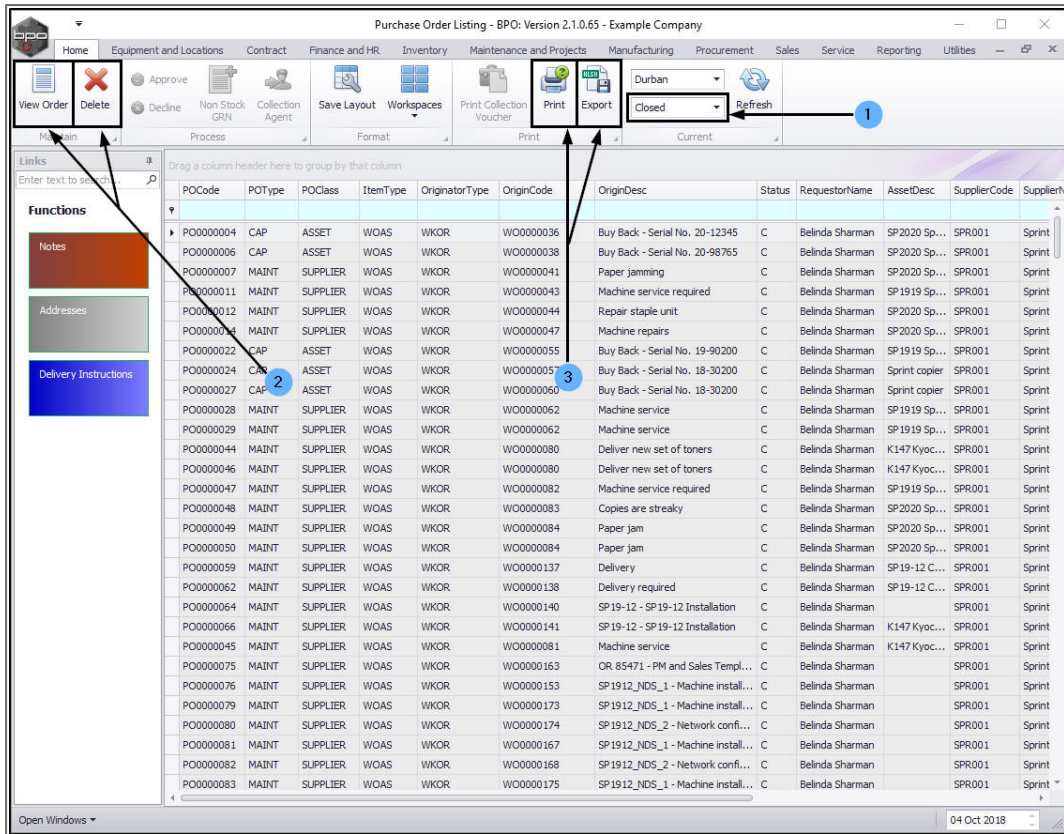 bpo
Purchase Order Listing - BPO: Version 2.1.0.65 - Example Company
Home Equipment and Locations Contract Finance and HR Inventory Maintenance and Projects Manufacturing Procurement Sales Service Reporting Utilities
View Order Delete Approve Decline Non Stock GRN Collection Agent Save Layout Workspaces Print Collection Voucher Print Export Durban Closed Refresh
Maintain Process Format Print Current
1
Links
Enter text to search...
Functions
Notes
Addresses
Delivery Instructions
2
3
Drag a column header here to group by that column
POCode POType POClass ItemType OriginatorType OriginCode OriginDesc Status RequestorName AssetDesc SupplierCode SupplierN
PO0000004 CAP ASSET WOAS WKOR WO0000036 Buy Back - Serial No. 20-12345 C Belinda Sharman SP2020 Sp... SPR001 Sprint
PO0000006 CAP ASSET WOAS WKOR WO0000038 Buy Back - Serial No. 20-98765 C Belinda Sharman SP2020 Sp... SPR001 Sprint
PO0000007 MAINT SUPPLIER WOAS WKOR WO0000041 Paper jamming C Belinda Sharman SP2020 Sp... SPR001 Sprint
PO0000011 MAINT SUPPLIER WOAS WKOR WO0000043 Machine service required C Belinda Sharman SP1919 Sp... SPR001 Sprint
PO0000012 MAINT SUPPLIER WOAS WKOR WO0000044 Repair staple unit C Belinda Sharman SP2020 Sp... SPR001 Sprint
PO0000014 MAINT SUPPLIER WOAS WKOR WO0000047 Machine repairs C Belinda Sharman SP2020 Sp... SPR001 Sprint
PO0000022 CAP ASSET WOAS WKOR WO0000055 Buy Back - Serial No. 19-90200 C Belinda Sharman SP1919 Sp... SPR001 Sprint
PO0000024 CAP ASSET WOAS WKOR WO0000057 Buy Back - Serial No. 18-30200 C Belinda Sharman Sprint copier SPR001 Sprint
PO0000027 CAP ASSET WOAS WKOR WO0000060 Buy Back - Serial No. 18-30200 C Belinda Sharman Sprint copier SPR001 Sprint
PO0000028 MAINT SUPPLIER WOAS WKOR WO0000062 Machine service C Belinda Sharman SP1919 Sp... SPR001 Sprint
PO0000029 MAINT SUPPLIER WOAS WKOR WO0000062 Machine service C Belinda Sharman SP1919 Sp... SPR001 Sprint
PO0000044 MAINT SUPPLIER WOAS WKOR WO0000080 Deliver new set of toners C Belinda Sharman K147 Kyoc... SPR001 Sprint
PO0000046 MAINT SUPPLIER WOAS WKOR WO0000080 Deliver new set of toners C Belinda Sharman K147 Kyoc... SPR001 Sprint
PO0000047 MAINT SUPPLIER WOAS WKOR WO0000082 Machine service required C Belinda Sharman SP1919 Sp... SPR001 Sprint
PO0000048 MAINT SUPPLIER WOAS WKOR WO0000083 Copies are streaky C Belinda Sharman SP2020 Sp... SPR001 Sprint
PO0000049 MAINT SUPPLIER WOAS WKOR WO0000084 Paper jam C Belinda Sharman SP2020 Sp... SPR001 Sprint
PO0000050 MAINT SUPPLIER WOAS WKOR WO0000084 Paper jam C Belinda Sharman SP2020 Sp... SPR001 Sprint
PO0000059 MAINT SUPPLIER WOAS WKOR WO0000137 Delivery C Belinda Sharman SP19-12 C... SPR001 Sprint
PO0000062 MAINT SUPPLIER WOAS WKOR WO0000138 Delivery required C Belinda Sharman SP19-12 C... SPR001 Sprint
PO0000064 MAINT SUPPLIER WOAS WKOR WO0000140 SP19-12 - SP19-12 Installation C Belinda Sharman SPR001 Sprint
PO0000066 MAINT SUPPLIER WOAS WKOR WO0000141 SP19-12 - SP19-12 Installation C Belinda Sharman K147 Kyoc... SPR001 Sprint
PO0000045 MAINT SUPPLIER WOAS WKOR WO0000081 Machine service C Belinda Sharman K147 Kyoc... SPR001 Sprint
PO0000075 MAINT SUPPLIER WOAS WKOR WO0000163 OR 85471 - PM and Sales Templ... C Belinda Sharman SPR001 Sprint
PO0000076 MAINT SUPPLIER WOAS WKOR WO0000153 SP1912_NDS_1 - Machine install... C Belinda Sharman SPR001 Sprint
PO0000079 MAINT SUPPLIER WOAS WKOR WO0000173 SP1912_NDS_1 - Machine install... C Belinda Sharman SPR001 Sprint
PO0000080 MAINT SUPPLIER WOAS WKOR WO0000174 SP1912_NDS_2 - Network confi... C Belinda Sharman SPR001 Sprint
PO0000081 MAINT SUPPLIER WOAS WKOR WO0000167 SP1912_NDS_1 - Machine install... C Belinda Sharman SPR001 Sprint
PO0000082 MAINT SUPPLIER WOAS WKOR WO0000168 SP1912_NDS_2 - Network confi... C Belinda Sharman SPR001 Sprint
PO0000083 MAINT SUPPLIER WOAS WKOR WO0000175 SP1912_NDS_1 - Machine install... C Belinda Sharman SPR001 Sprint
Open Windows 04 Oct 2018